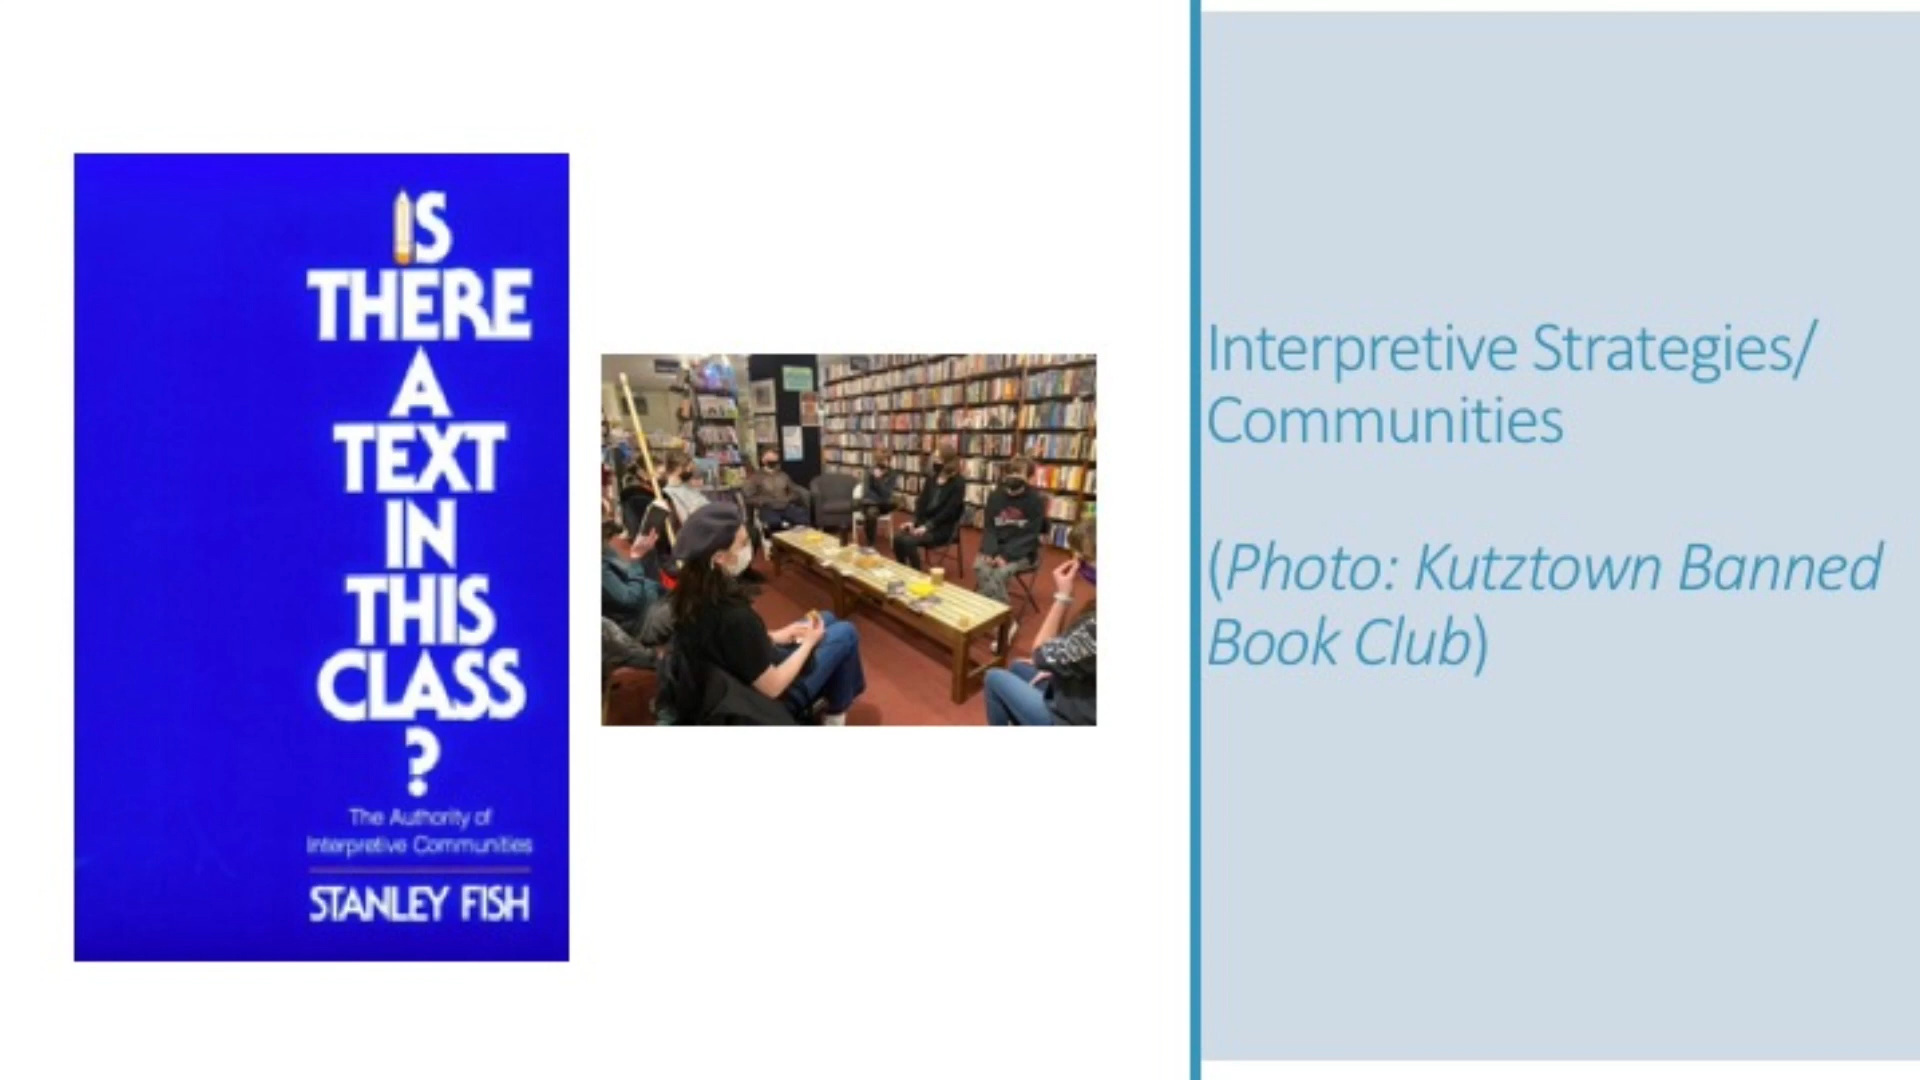 IS
THERE
A
TEXT
IN
THIS
CLASS
?
The Authority of
Interpretive Communities
STANLEY FISH
Interpretive Strategies/
Communities
(Photo: Kutztown Banned
Book Club)